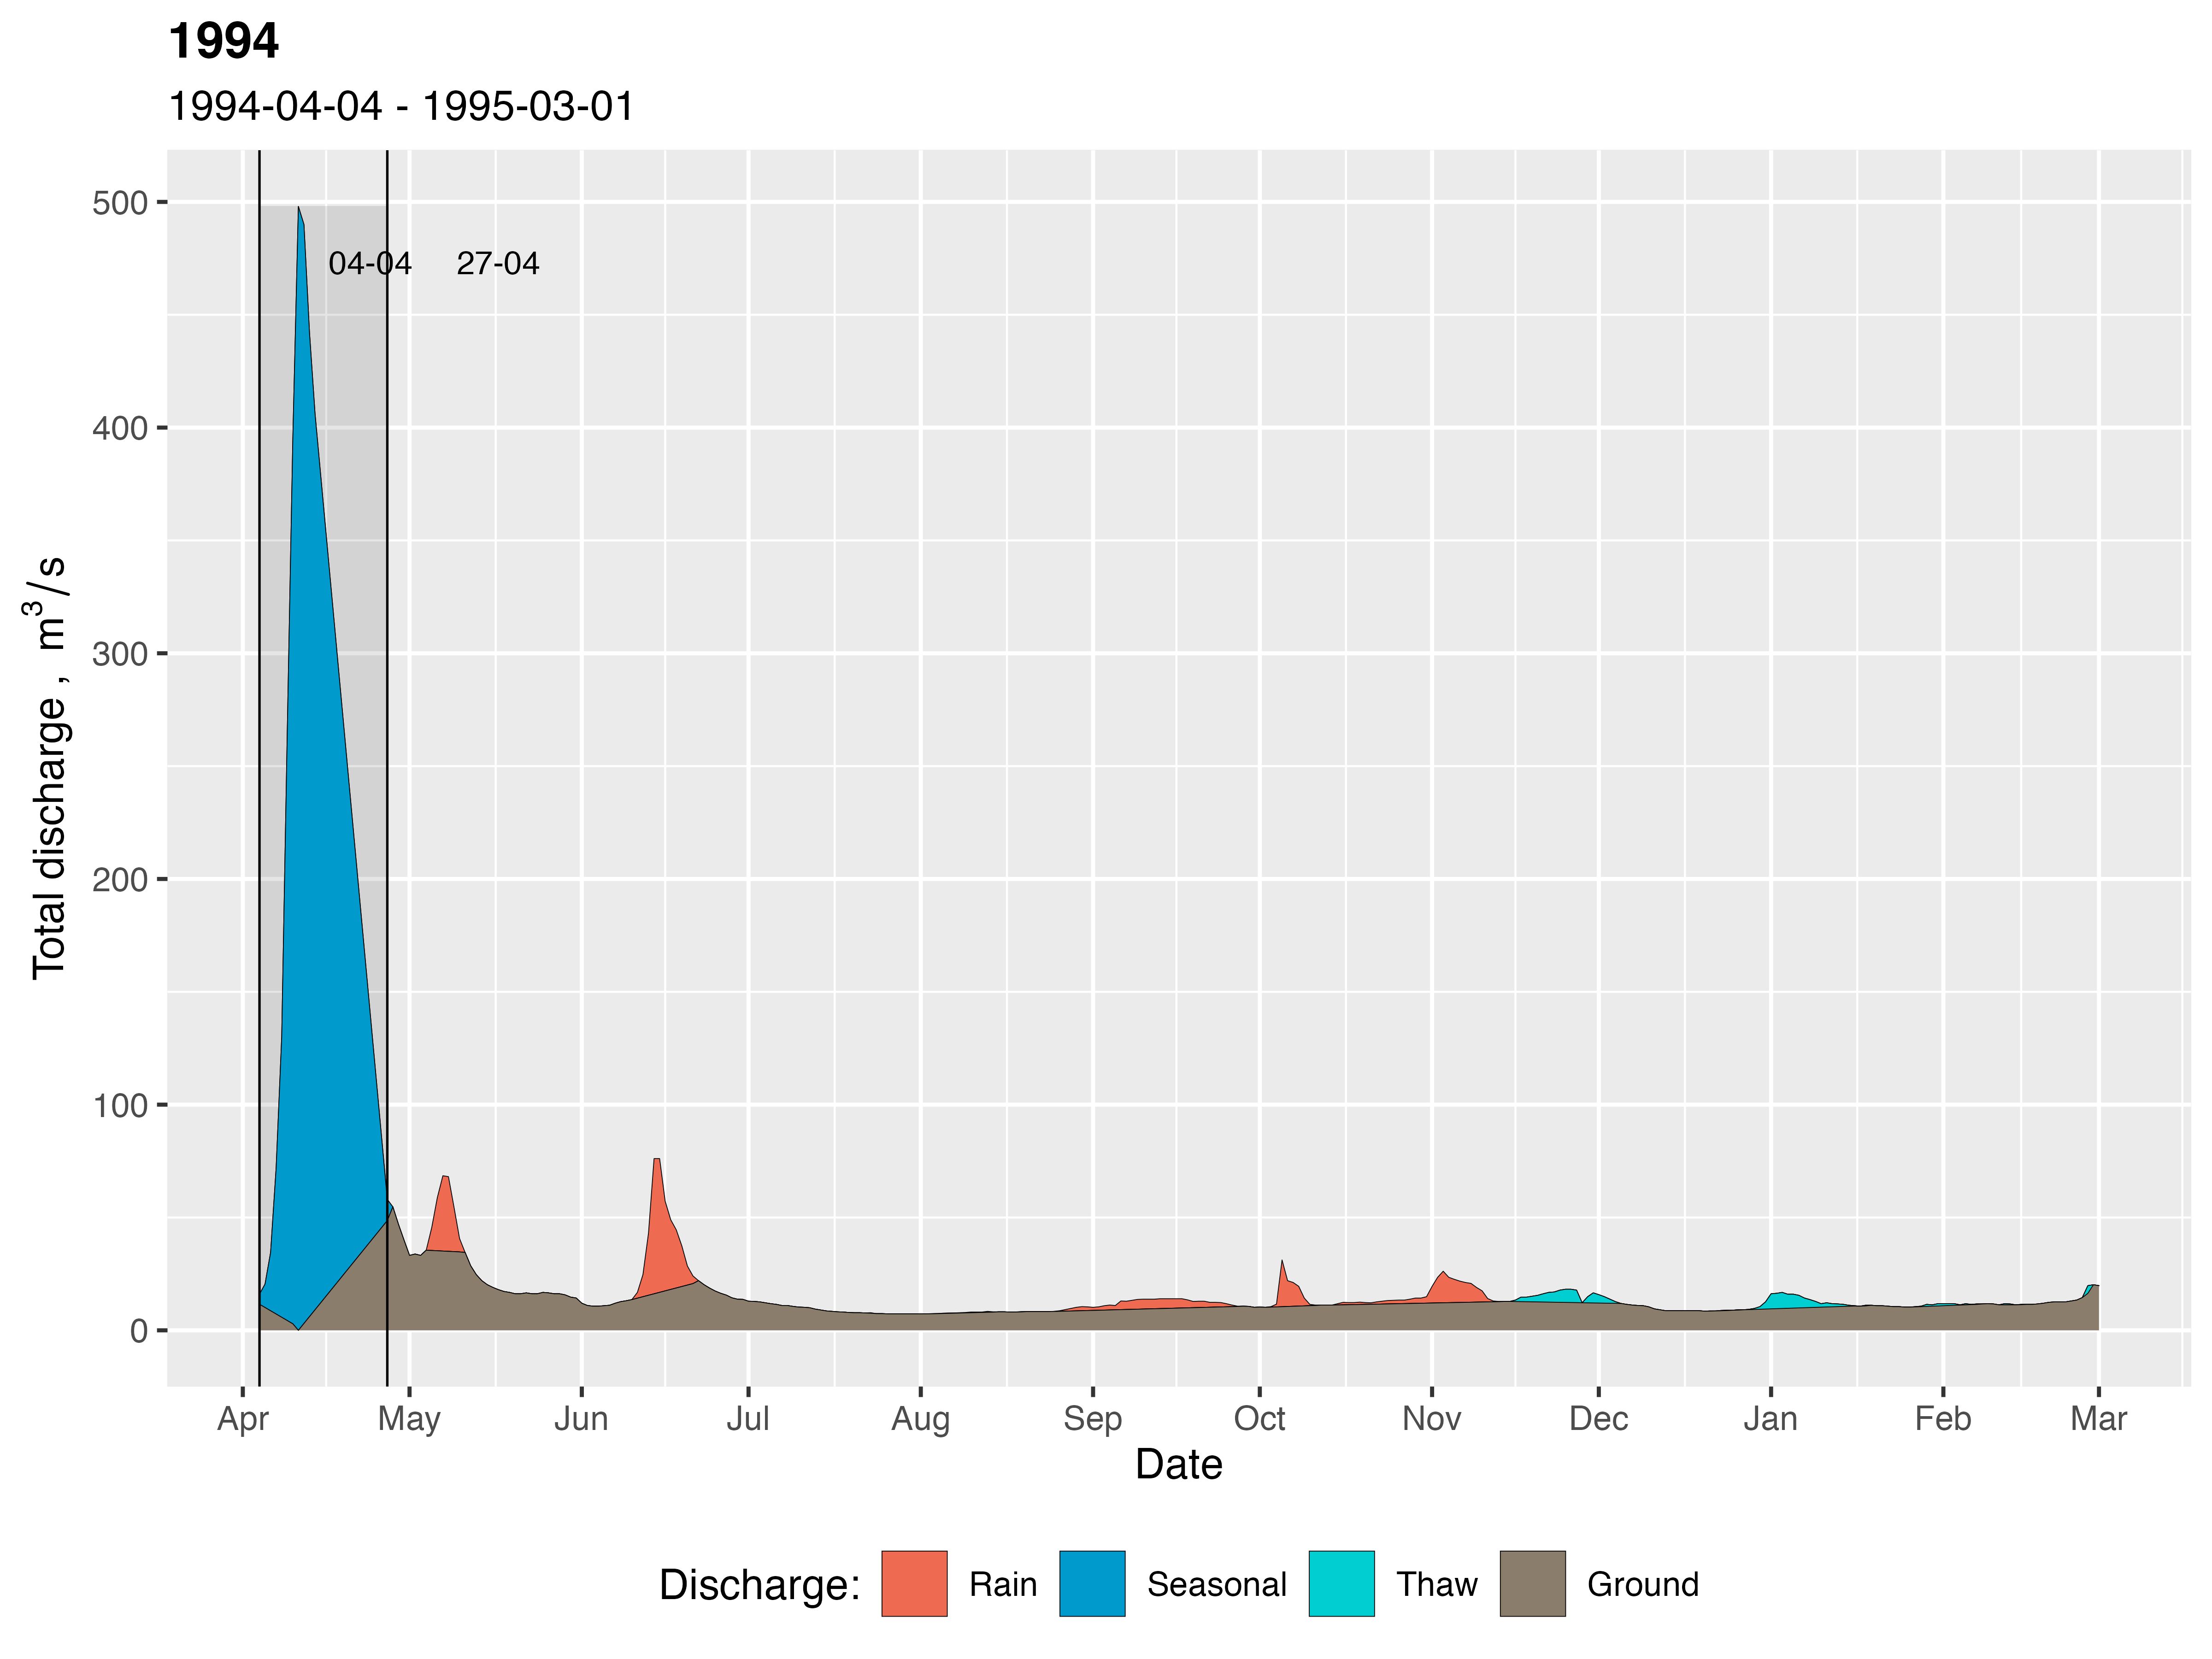 1994
1994-04-04 - 1995-03-01
Total discharge , m³/s
500
400
300
200
100
0
04-04 27-04
Apr May Jun Jul Aug Sep Oct Nov Dec Jan Feb Mar
Date
Discharge: Rain Seasonal Thaw Ground